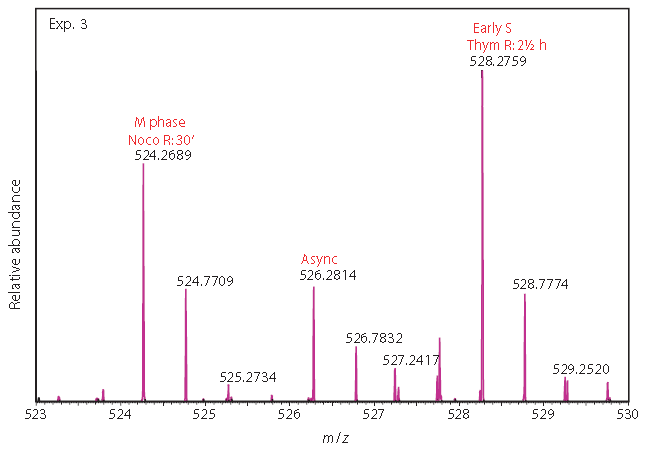 Exp. 3
Early S
Thym R: 2½ h
528.2759
M phase
Noco R: 30′
524.2689
Relative abundance
Async
526.2814
524.7709
528.7774
526.7832
527.2417
529.2520
525.2734
523 524 525 526 527 528 529 530
m/z